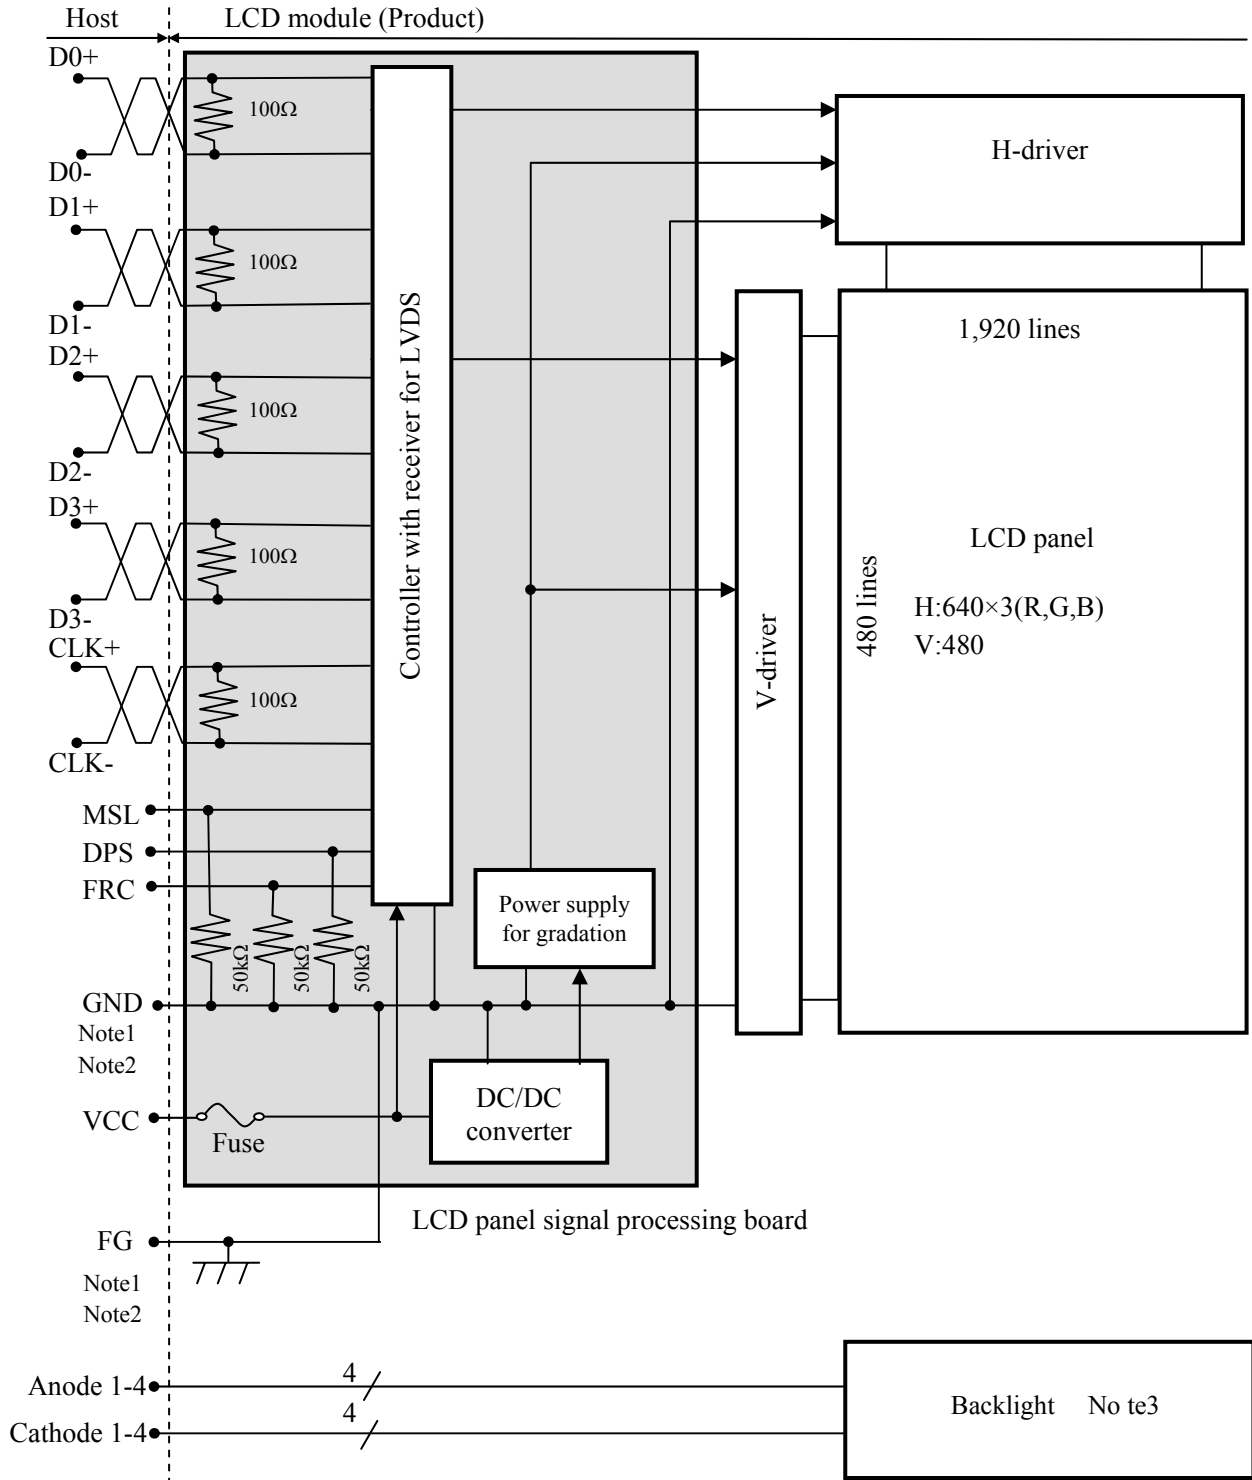 Host
LCD module (Product)
D0+
100Ω
D0-
D1+
100Ω
D1-
D2+
100Ω
D2-
D3+
100Ω
D3-
CLK+
100Ω
CLK-
MSL
DPS
FRC
50kΩ
50kΩ
50kΩ
GND
Note1
Note2
VCC
Fuse
FG
Note1
Note2
Controller with receiver for LVDS
Power supply
for gradation
DC/DC
converter
LCD panel signal processing board
H-driver
V-driver
1,920 lines
480 lines
LCD panel
H:640×3(R,G,B)
V:480
Anode 1-4
4
Cathode 1-4
4
Backlight No te3